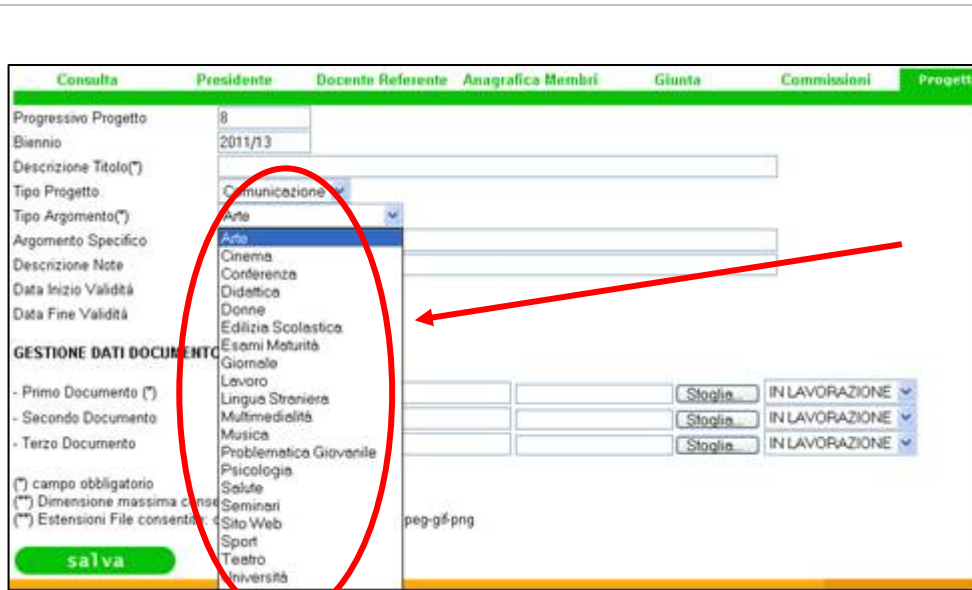 Consulta Presidente Docente Referente Anagrafica Membri Giunta Commissioni Progett
Progressivo Progetto 8
Biennio 2011/13
Descrizione Titolo(*)
Tipo Progetto Comunicazione
Tipo Argomento(*) Arte
Argomento Specifico
Descrizione Note
Data Inizio Validità
Data Fine Validità
Arte
Cinema
Conferenza
Didattica
Donne
Edilizia Scolastica
Esami Maturità
Giornale
Lavoro
Lingua Straniera
Multimedialità
Musica
Problematica Giovanile
Psicologia
Salute
Seminari
Sito Web
Sport
Teatro
Università
GESTIONE DATI DOCUMENTO
- Primo Documento (*) Sfoglia... IN LAVORAZIONE
- Secondo Documento Sfoglia... IN LAVORAZIONE
- Terzo Documento Sfoglia... IN LAVORAZIONE
(*) campo obbligatorio
(**) Dimensione massima
(**) Estensioni File peg-gif-png
salva